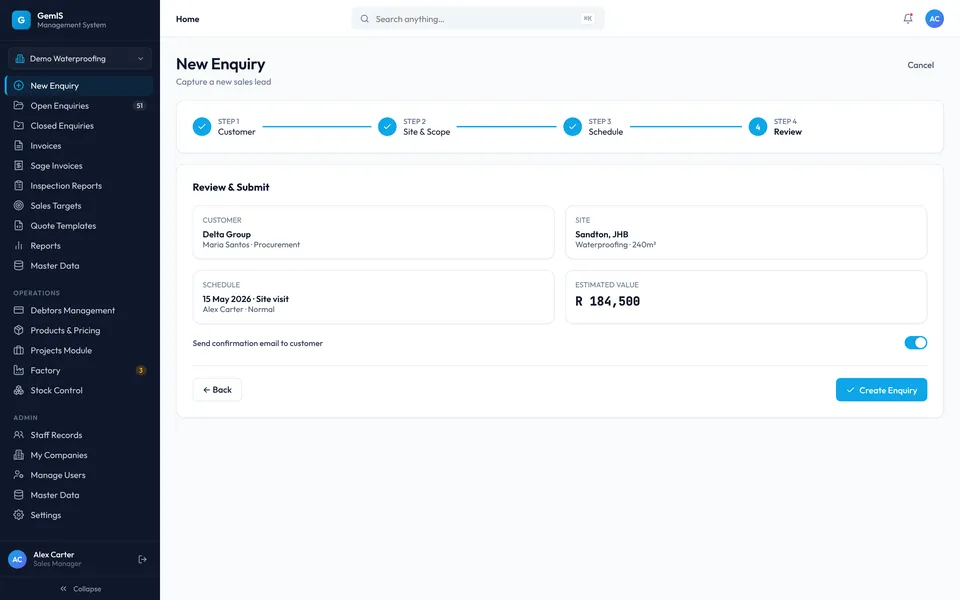 GemIS
Management System
Demo Waterproofing
New Enquiry
Open Enquiries 51
Closed Enquiries
Invoices
Sage Invoices
Inspection Reports
Sales Targets
Quote Templates
Reports
Master Data
OPERATIONS
Debtors Management
Products & Pricing
Projects Module
Factory 3
Stock Control
ADMIN
Staff Records
My Companies
Manage Users
Master Data
Settings
AC
Alex Carter
Sales Manager
« Collapse
Home
Search anything...
⌘K
AC
New Enquiry
Capture a new sales lead
Cancel
STEP 1
Customer
STEP 2
Site & Scope
STEP 3
Schedule
4
STEP 4
Review
Review & Submit
CUSTOMER
Delta Group
Maria Santos · Procurement
SITE
Sandton, JHB
Waterproofing · 240m²
SCHEDULE
15 May 2026 · Site visit
Alex Carter · Normal
ESTIMATED VALUE
R 184,500
Send confirmation email to customer
← Back
Create Enquiry